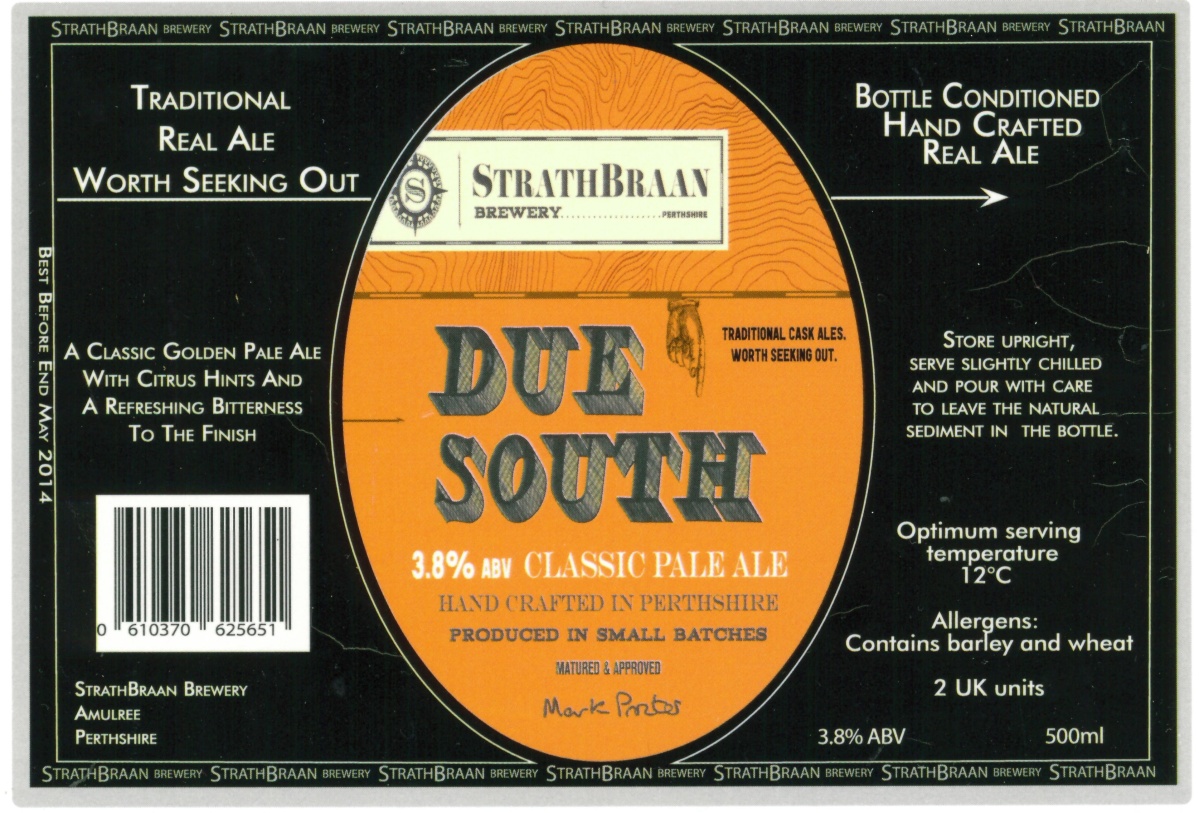 STRATHBRAAN BREWERY STRATHBRAAN BREWERY STRATHBRAAN BREWERY STRATHBRAAN BREWERY STRATHBRAAN BREWERY STRATHBRAAN BREWERY STRATHBRAAN
TRADITIONAL
REAL ALE
WORTH SEEKING OUT
BEST BEFORE END MAY 2014
A CLASSIC GOLDEN PALE ALE
WITH CITRUS HINTS AND
A REFRESHING BITTERNESS
TO THE FINISH
0 610370 625651
STRATHBRAAN BREWERY
AMULREE
PERTHSHIRE
S
STRATHBRAAN
BREWERY.....................PERTHSHIRE
TRADITIONAL CASK ALES.
WORTH SEEKING OUT.
DUE
SOUTH
3.8% ABV CLASSIC PALE ALE
HAND CRAFTED IN PERTHSHIRE
PRODUCED IN SMALL BATCHES
MATURED & APPROVED
BOTTLE CONDITIONED
HAND CRAFTED
REAL ALE
STORE UPRIGHT,
SERVE SLIGHTLY CHILLED
AND POUR WITH CARE
TO LEAVE THE NATURAL
SEDIMENT IN THE BOTTLE.
Optimum serving
temperature
12°C
Allergens:
Contains barley and wheat
2 UK units
3.8% ABV 500ml
STRATHBRAAN BREWERY STRATHBRAAN BREWERY STRATHBRAAN BREWERY STRATHBRAAN BREWERY STRATHBRAAN BREWERY STRATHBRAAN BREWERY STRATHBRAAN